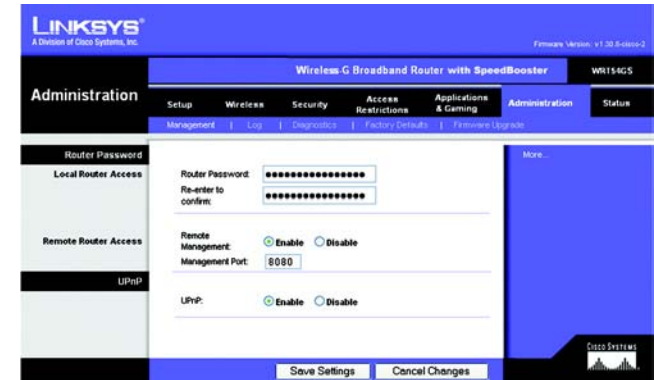 LINKSYS®
A Division of Cisco Systems, Inc.
Firmware Version: v1.50.5-cisco-2
Wireless-G Broadband Router with SpeedBooster WRT54GS
Administration
Setup Wireless Security Access Restrictions Applications & Gaming Administration Status
Management | Log | Diagnostics | Factory Defaults | Firmware Upgrade
Router Password
Local Router Access
Router Password:
Re-enter to
confirm:
More...
Remote Router Access
Remote
Management:
Enable Disable
Management Port: 8080
UPnP
UPnP: Enable Disable
Save Settings Cancel Changes
CISCO SYSTEMS